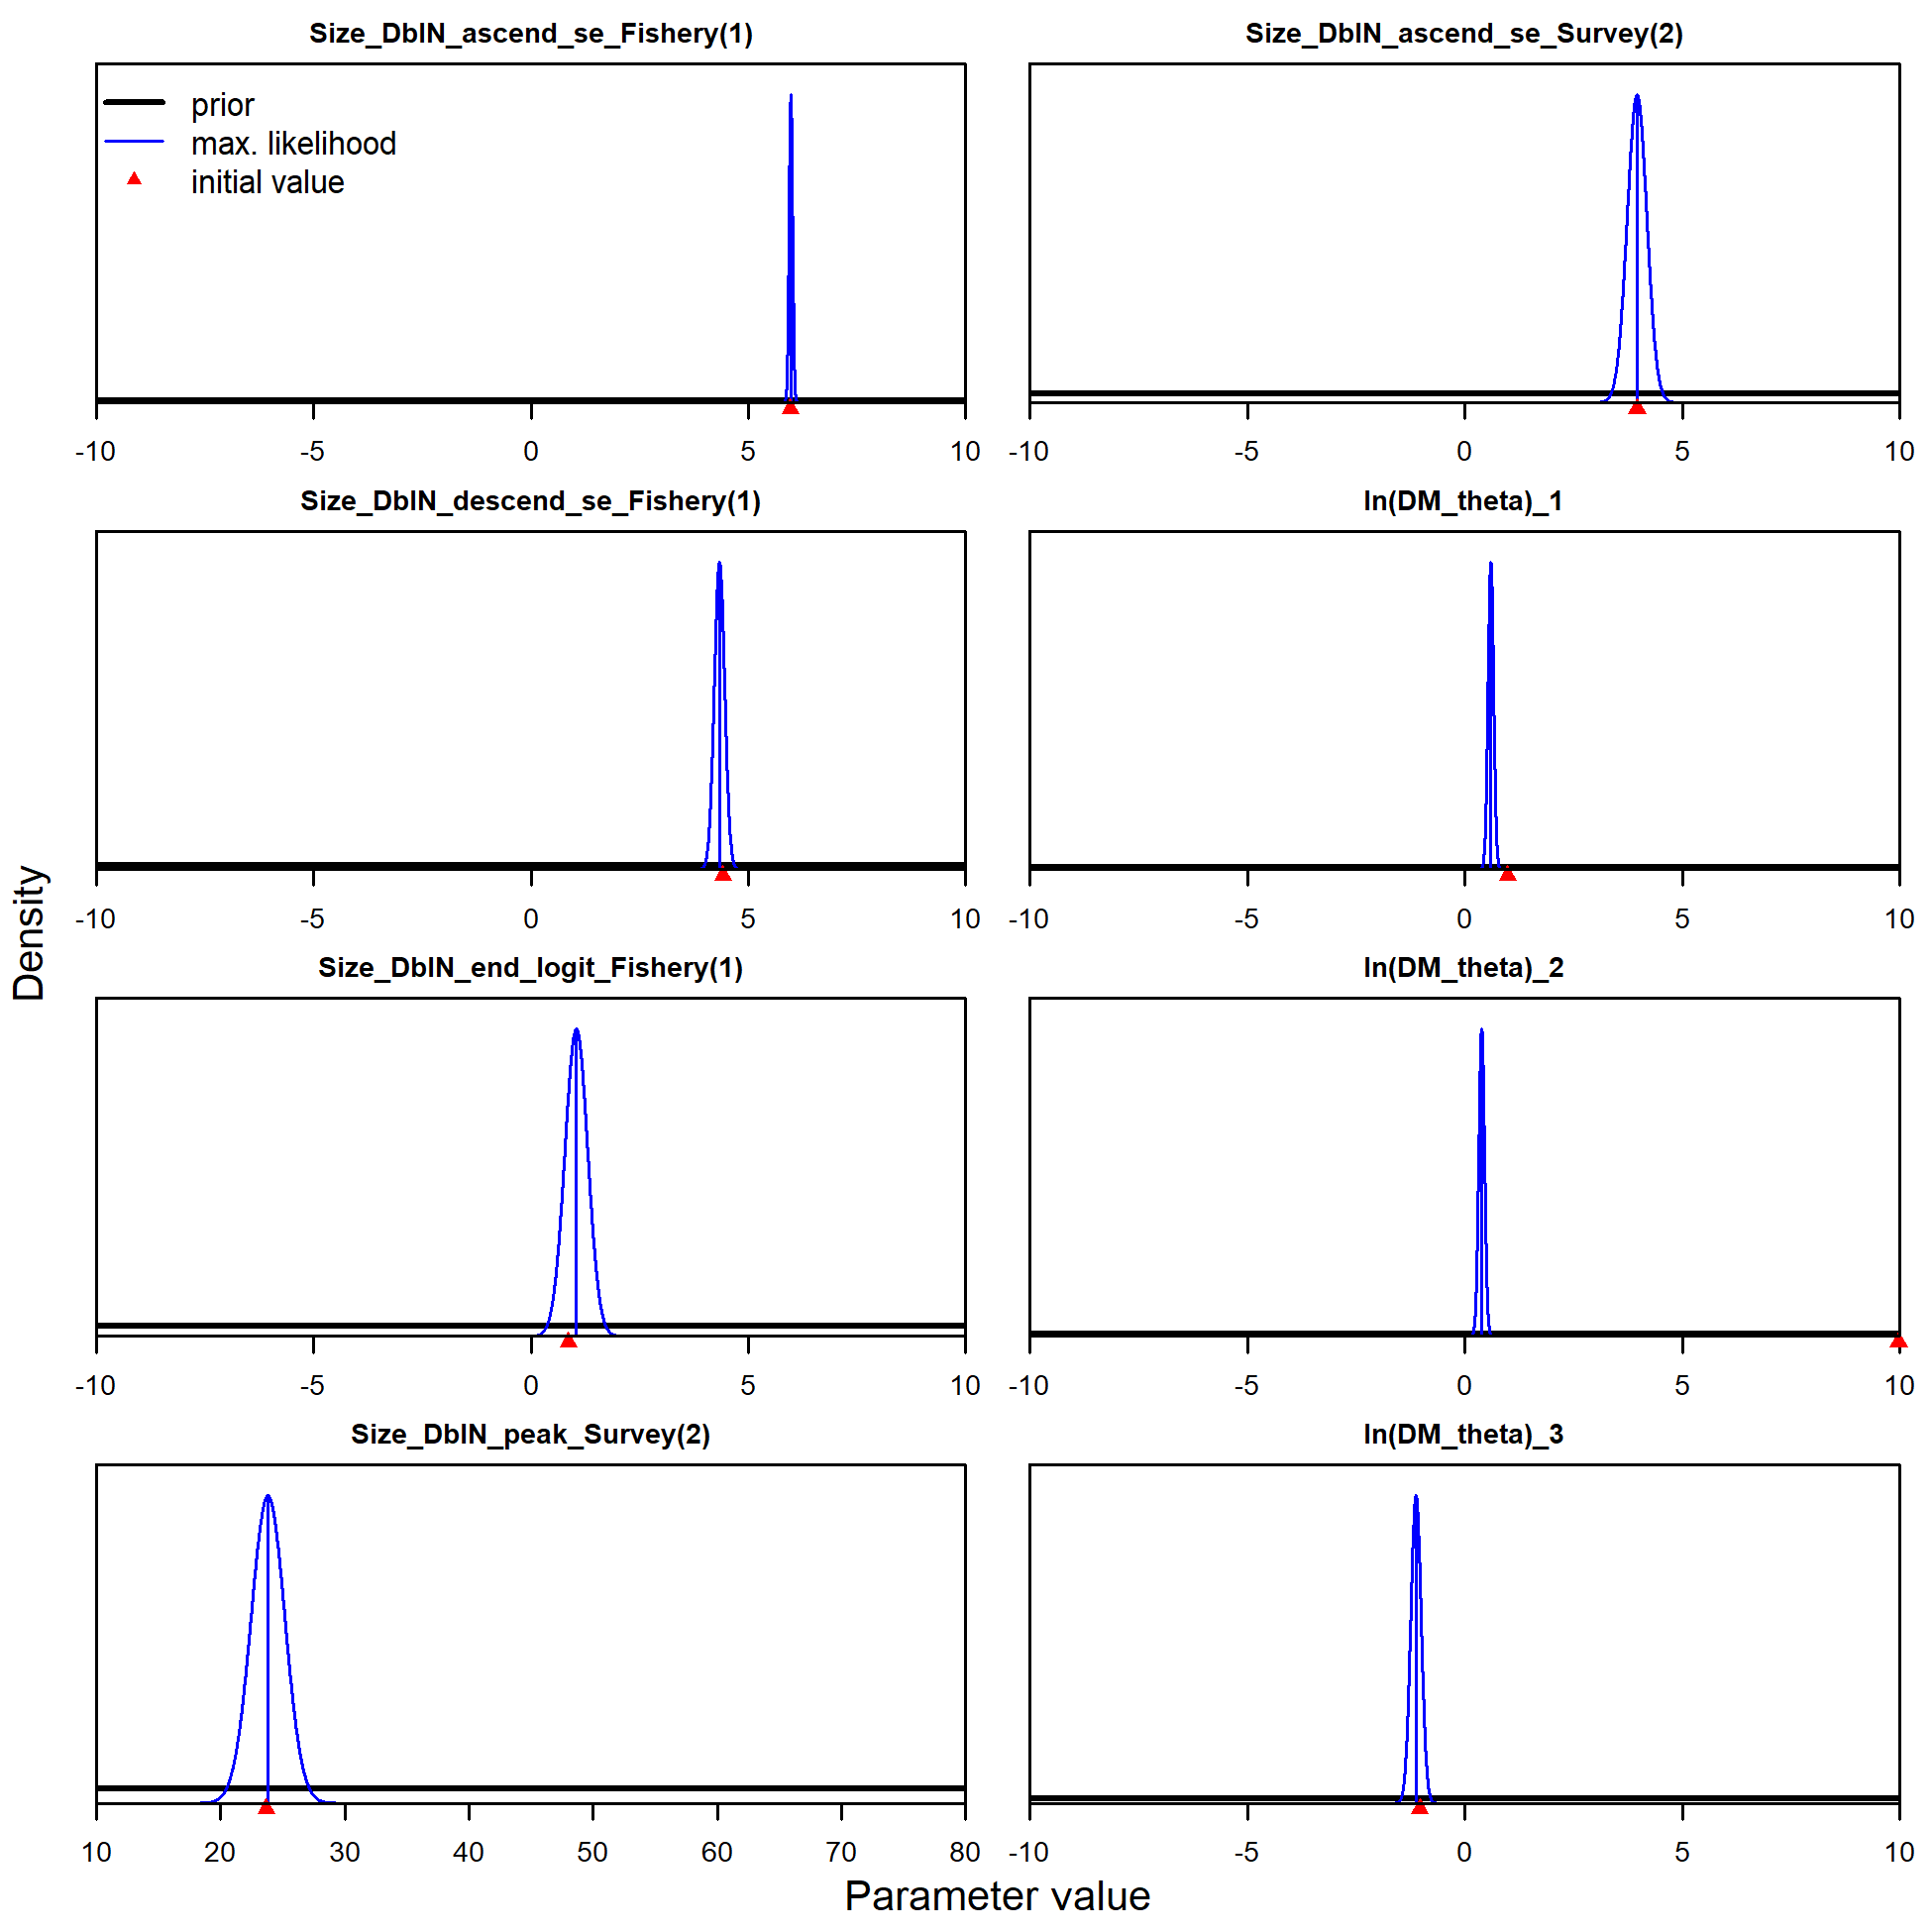 Size_DblN_ascend_se_Fishery(1)
prior
max. likelihood
initial value
-10 -5 0 5 10
Size_DblN_ascend_se_Survey(2)
-10 -5 0 5 10
Size_DblN_descend_se_Fishery(1)
-10 -5 0 5 10
ln(DM_theta)_1
-10 -5 0 5 10
Size_DblN_end_logit_Fishery(1)
-10 -5 0 5 10
ln(DM_theta)_2
-10 -5 0 5 10
Size_DblN_peak_Survey(2)
10 20 30 40 50 60 70 80
ln(DM_theta)_3
-10 -5 0 5 10
Density
Parameter value